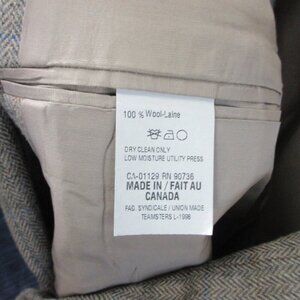 100 % Wool-Laine
DRY CLEAN ONLY
LOW MOISTURE UTILITY PRESS
CA-01129 RN 90736
MADE IN / FAIT AU
CANADA
FAB. SYNDICALE / UNION MADE
TEAMSTERS L-1998